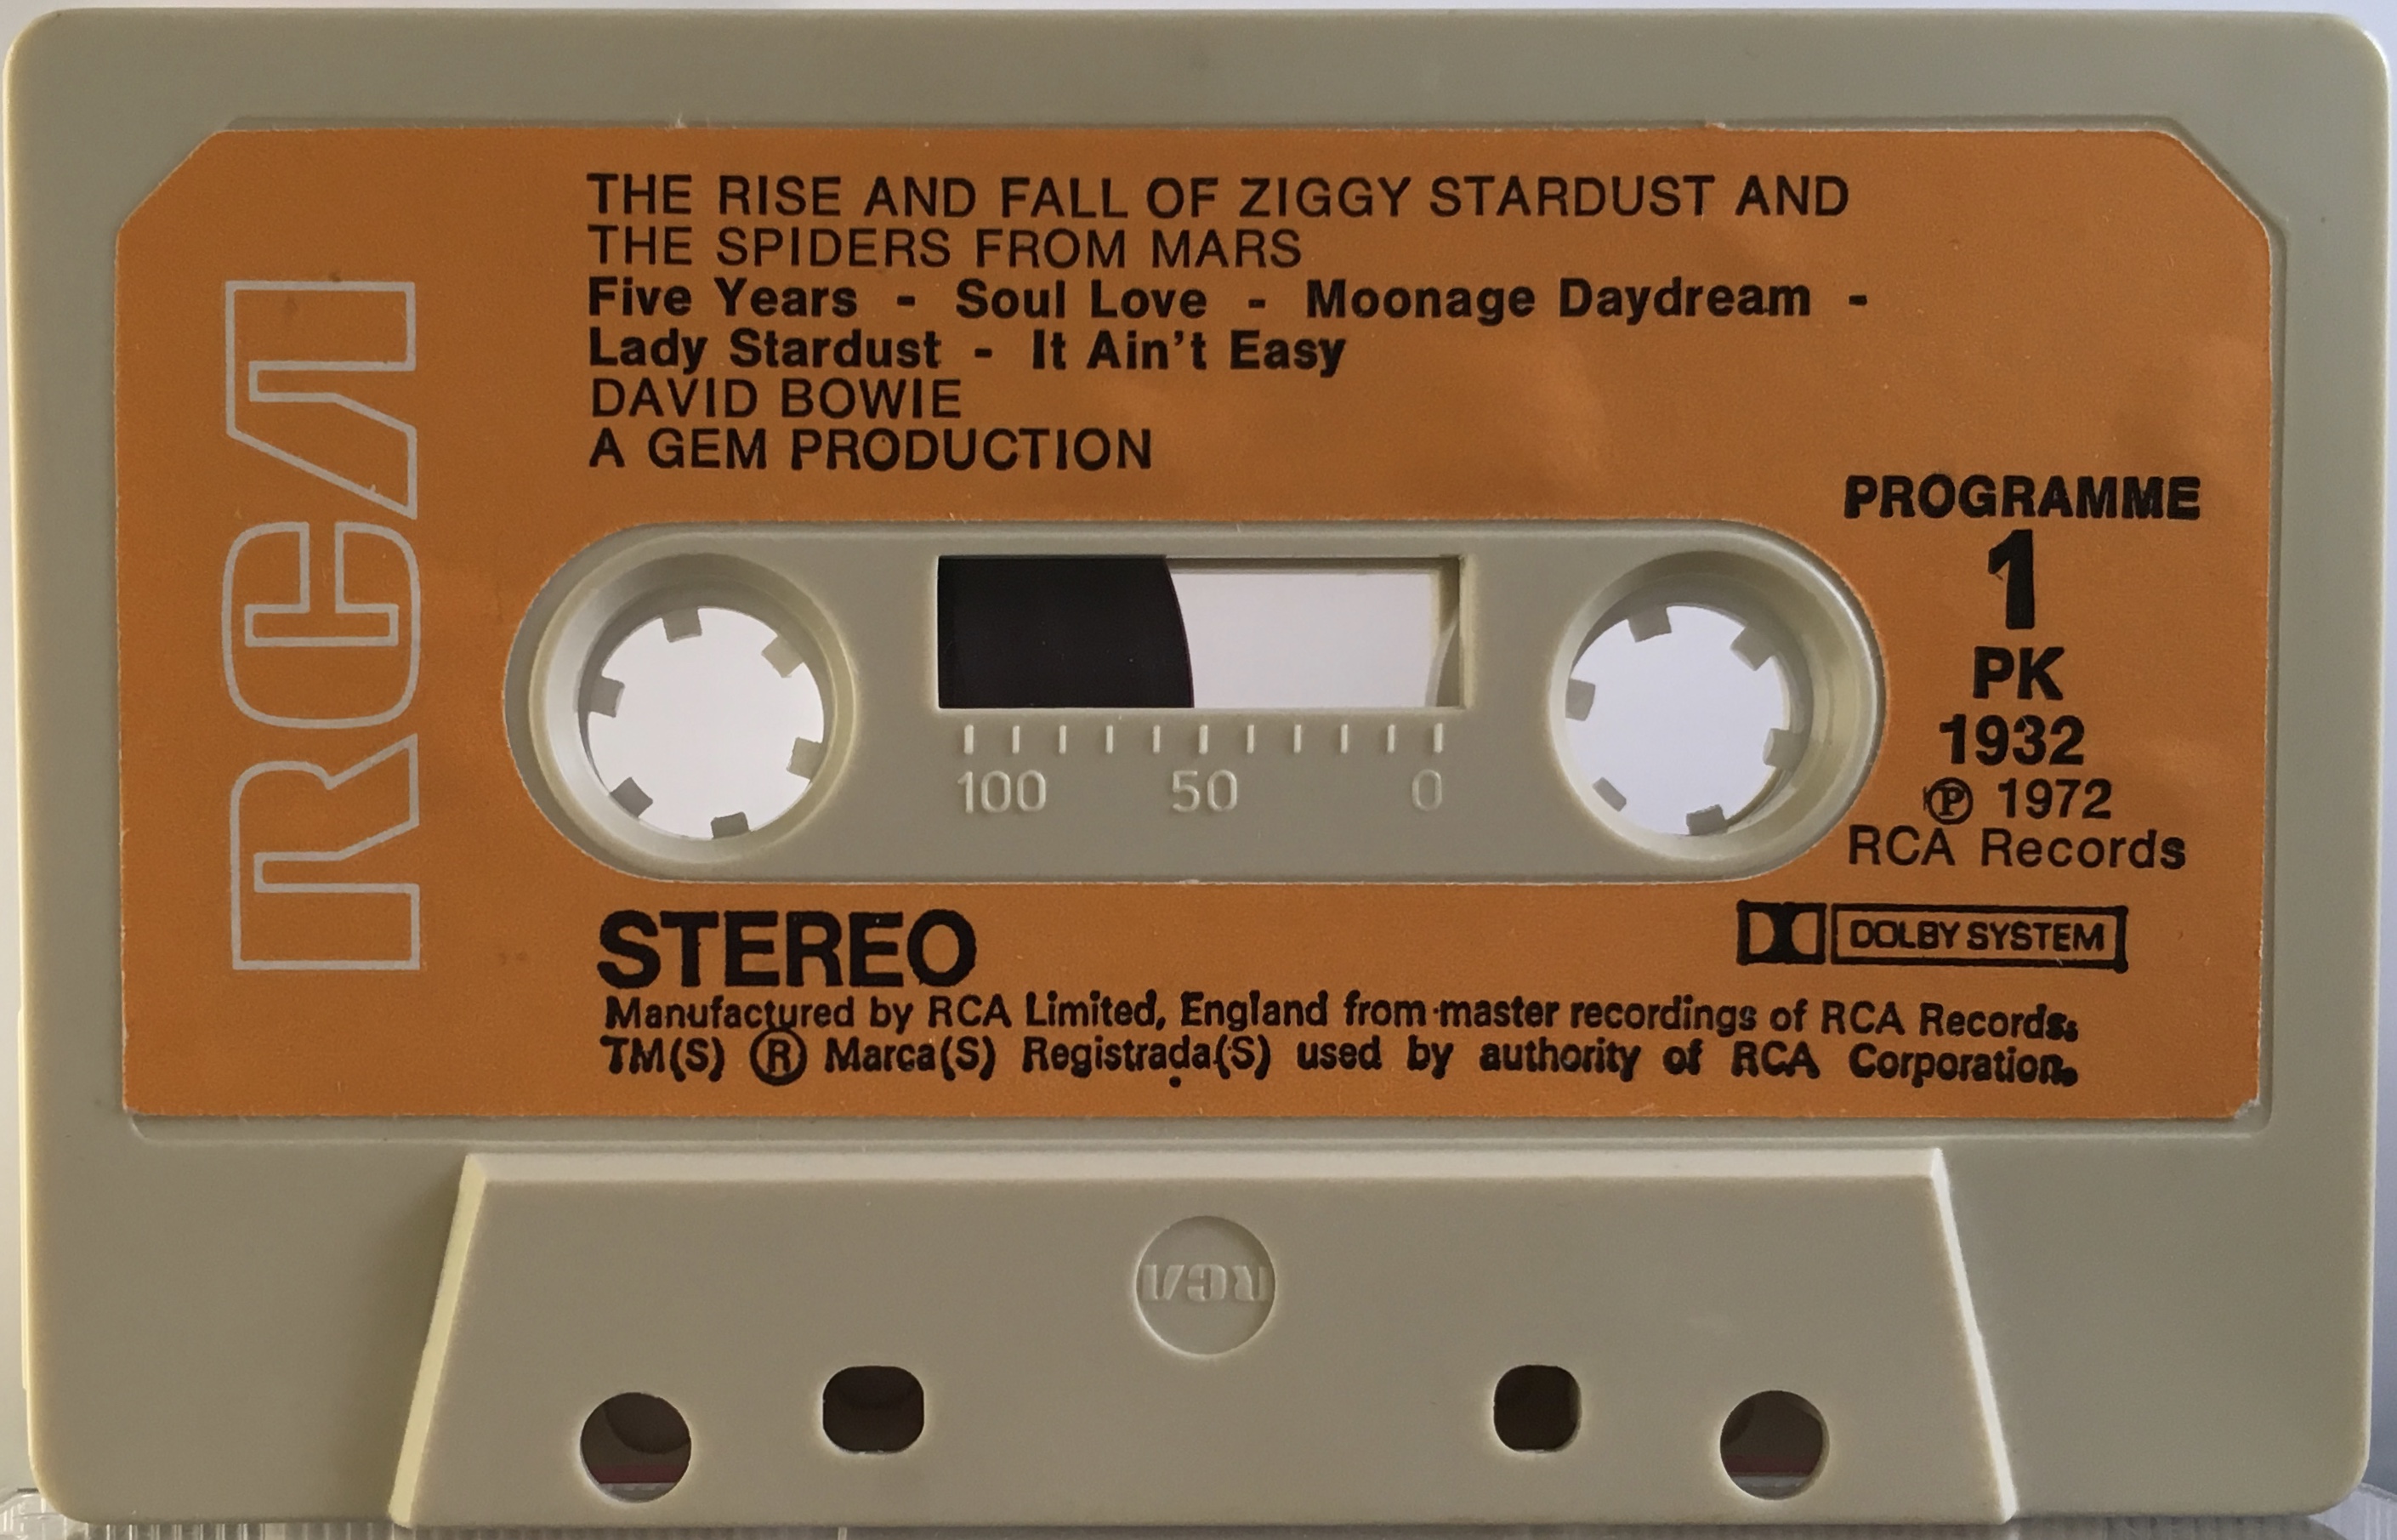 RCA
THE RISE AND FALL OF ZIGGY STARDUST AND
THE SPIDERS FROM MARS
Five Years - Soul Love - Moonage Daydream -
Lady Stardust - It Ain't Easy
DAVID BOWIE
A GEM PRODUCTION
PROGRAMME
1
PK
1932
℗ 1972
RCA Records
100 50 0
STEREO
DOLBY SYSTEM
Manufactured by RCA Limited, England from master recordings of RCA Records.
TM(S) ® Marca(S) Registrada(S) used by authority of RCA Corporation.
RCA